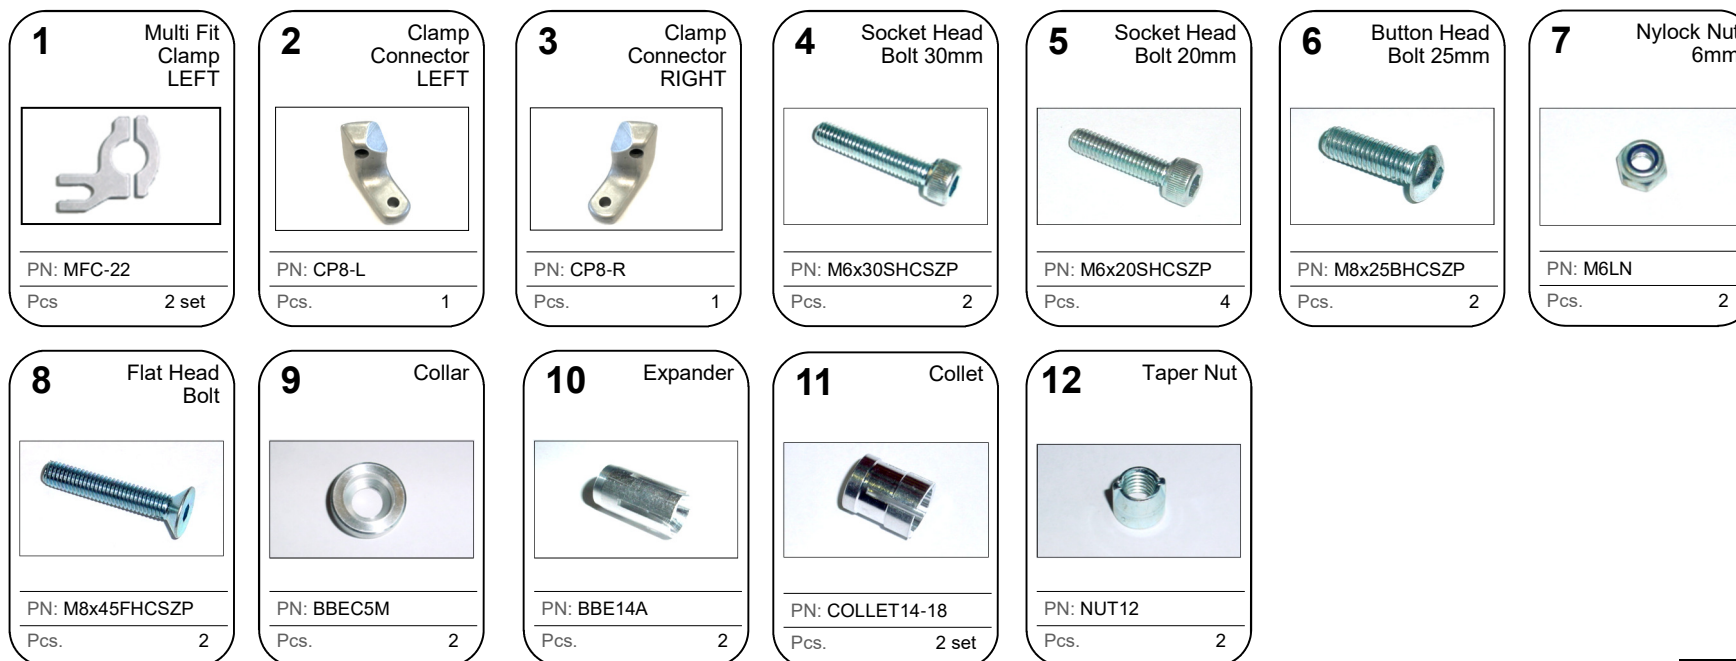 1
Multi Fit
Clamp
LEFT
PN: MFC-22
Pcs 2 set
2
Clamp
Connector
LEFT
PN: CP8-L
Pcs. 1
3
Clamp
Connector
RIGHT
PN: CP8-R
Pcs. 1
4
Socket Head
Bolt 30mm
PN: M6x30SHCSZP
Pcs. 2
5
Socket Head
Bolt 20mm
PN: M6x20SHCSZP
Pcs. 4
6
Button Head
Bolt 25mm
PN: M8x25BHCSZP
Pcs. 2
7
Nylock Nut
6mm
PN: M6LN
Pcs. 2
8
Flat Head
Bolt
PN: M8x45FHCSZP
Pcs. 2
9
Collar
PN: BBEC5M
Pcs. 2
10
Expander
PN: BBE14A
Pcs. 2
11
Collet
PN: COLLET14-18
Pcs. 2 set
12
Taper Nut
PN: NUT12
Pcs. 2